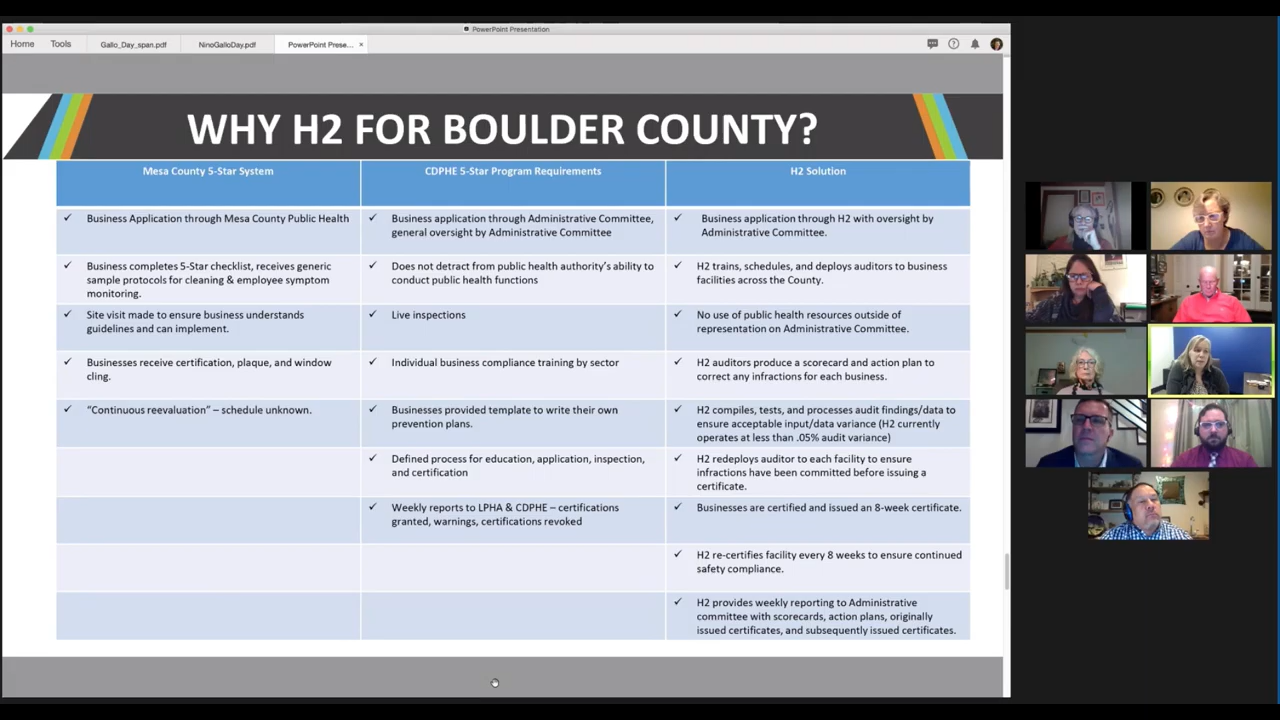 PowerPoint Presentation
Home
Tools
Gallo_Day_span.pdf
NinoGalloDay.pdf
PowerPoint Prese...
×
?
WHY H2 FOR BOULDER COUNTY?
Mesa County 5-Star System
CDPHE 5-Star Program Requirements
H2 Solution
✓ Business Application through Mesa County Public Health
✓ Business application through Administrative Committee,
general oversight by Administrative Committee
✓ Business application through H2 with oversight by
Administrative Committee.
✓ Business completes 5-Star checklist, receives generic
sample protocols for cleaning & employee symptom
monitoring.
✓ Does not detract from public health authority's ability to
conduct public health functions
✓ H2 trains, schedules, and deploys auditors to business
facilities across the County.
✓ Site visit made to ensure business understands
guidelines and can implement.
✓ Live inspections
✓ No use of public health resources outside of
representation on Administrative Committee.
✓ Businesses receive certification, plaque, and window
cling.
✓ Individual business compliance training by sector
✓ H2 auditors produce a scorecard and action plan to
correct any infractions for each business.
✓ “Continuous reevaluation” – schedule unknown.
✓ Businesses provided template to write their own
prevention plans.
✓ H2 compiles, tests, and processes audit findings/data to
ensure acceptable input/data variance (H2 currently
operates at less than .05% audit variance)
✓ Defined process for education, application, inspection,
and certification
✓ H2 redeploys auditor to each facility to ensure
infractions have been committed before issuing a
certificate.
✓ Weekly reports to LPHA & CDPHE – certifications
granted, warnings, certifications revoked
✓ Businesses are certified and issued an 8-week certificate.
✓ H2 re-certifies facility every 8 weeks to ensure continued
safety compliance.
✓ H2 provides weekly reporting to Administrative
committee with scorecards, action plans, originally
issued certificates, and subsequently issued certificates.